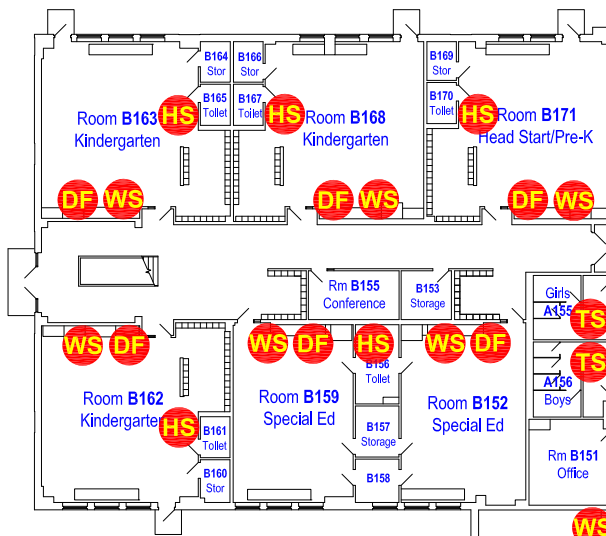 B164
Stor
B166
Stor
B169
Stor
HS
B165
Toilet
B167
Toilet
HS
B170
Toilet
HS
Room B163
Kindergarten
Room B168
Kindergarten
Room B171
Head Start/Pre-K
DF
WS
DF
WS
DF
WS
Rm B155
Conference
B153
Storage
Girls
A155
TS
WS
DF
WS
DF
HS
WS
DF
TS
B156
Toilet
A156
Boys
Room B162
Kindergarten
Room B159
Special Ed
Room B152
Special Ed
HS
B161
Toilet
B157
Storage
B160
Stor
B158
Rm B151
Office
WS